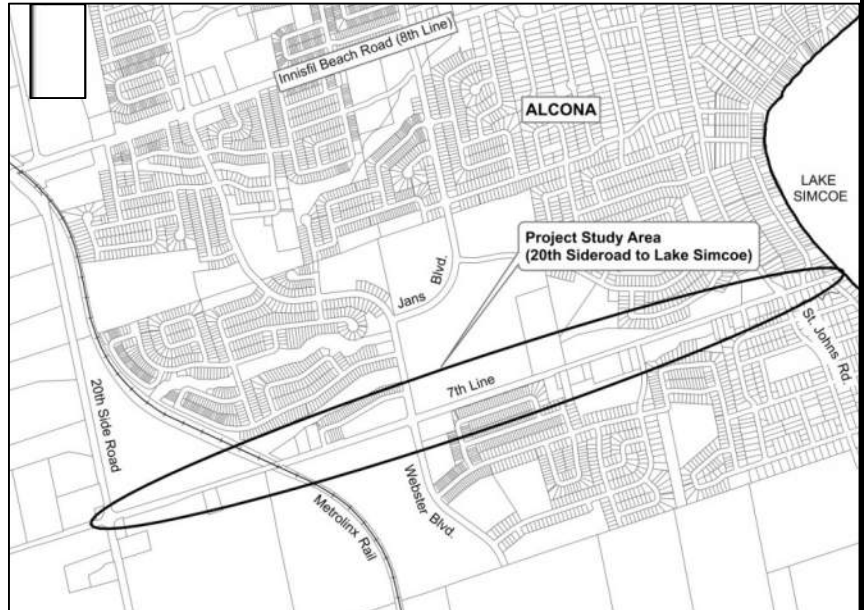 Innisfil Beach Road (8th Line)
ALCONA
LAKE
SIMCOE
Project Study Area
(20th Sideroad to Lake Simcoe)
Jans Blvd.
St. Johns Rd.
7th Line
20th Side Road
Webster Blvd.
Metrolinx Rail